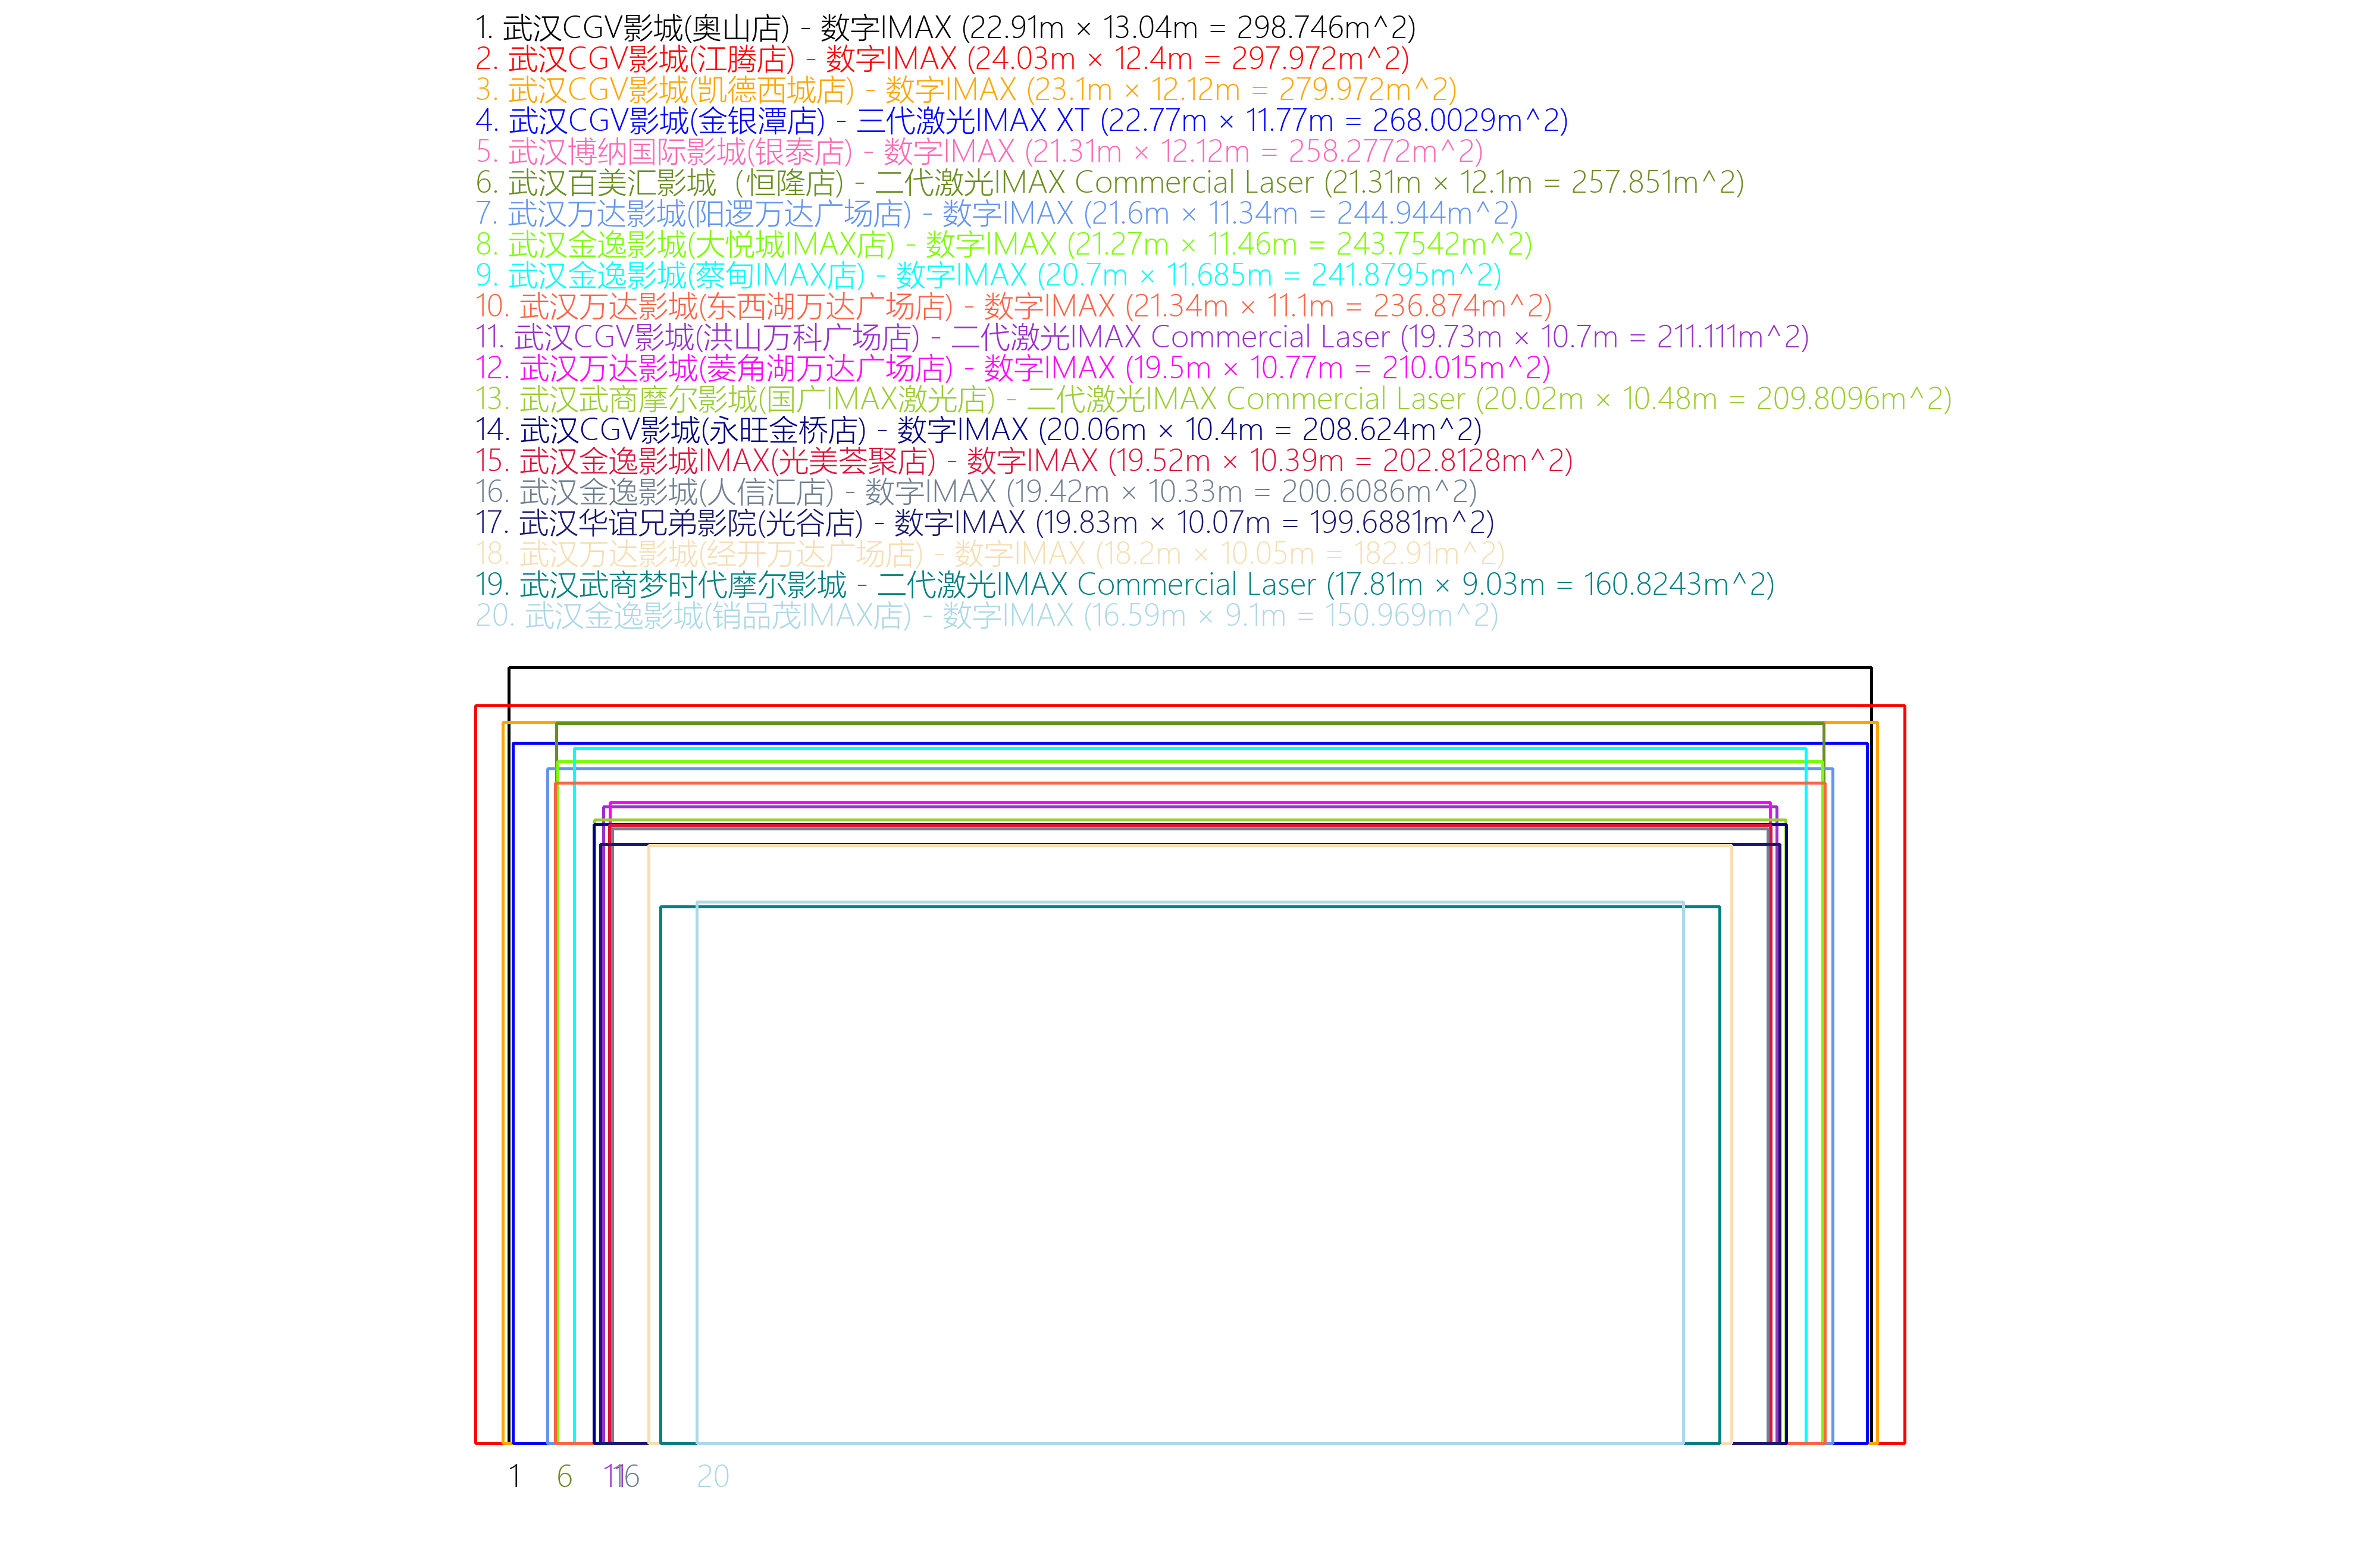 1. 武汉CGV影城(奥山店) - 数字IMAX (22.91m × 13.04m = 298.746m^2)
2. 武汉CGV影城(江腾店) - 数字IMAX (24.03m × 12.4m = 297.972m^2)
3. 武汉CGV影城(凯德西城店) - 数字IMAX (23.1m × 12.12m = 279.972m^2)
4. 武汉CGV影城(金银潭店) - 三代激光IMAX XT (22.77m × 11.77m = 268.0029m^2)
5. 武汉博纳国际影城(银泰店) - 数字IMAX (21.31m × 12.12m = 258.2772m^2)
6. 武汉百美汇影城（恒隆店) - 二代激光IMAX Commercial Laser (21.31m × 12.1m = 257.851m^2)
7. 武汉万达影城(阳逻万达广场店) - 数字IMAX (21.6m × 11.34m = 244.944m^2)
8. 武汉金逸影城(大悦城IMAX店) - 数字IMAX (21.27m × 11.46m = 243.7542m^2)
9. 武汉金逸影城(蔡甸IMAX店) - 数字IMAX (20.7m × 11.685m = 241.8795m^2)
10. 武汉万达影城(东西湖万达广场店) - 数字IMAX (21.34m × 11.1m = 236.874m^2)
11. 武汉CGV影城(洪山万科广场店) - 二代激光IMAX Commercial Laser (19.73m × 10.7m = 211.111m^2)
12. 武汉万达影城(菱角湖万达广场店) - 数字IMAX (19.5m × 10.77m = 210.015m^2)
13. 武汉武商摩尔影城(国广IMAX激光店) - 二代激光IMAX Commercial Laser (20.02m × 10.48m = 209.8096m^2)
14. 武汉CGV影城(永旺金桥店) - 数字IMAX (20.06m × 10.4m = 208.624m^2)
15. 武汉金逸影城IMAX(光美荟聚店) - 数字IMAX (19.52m × 10.39m = 202.8128m^2)
16. 武汉金逸影城(人信汇店) - 数字IMAX (19.42m × 10.33m = 200.6086m^2)
17. 武汉华谊兄弟影院(光谷店) - 数字IMAX (19.83m × 10.07m = 199.6881m^2)
18. 武汉万达影城(经开万达广场店) - 数字IMAX (18.2m × 10.05m = 182.91m^2)
19. 武汉武商梦时代摩尔影城 - 二代激光IMAX Commercial Laser (17.81m × 9.03m = 160.8243m^2)
20. 武汉金逸影城(销品茂IMAX店) - 数字IMAX (16.59m × 9.1m = 150.969m^2)
1 6 11 16 20